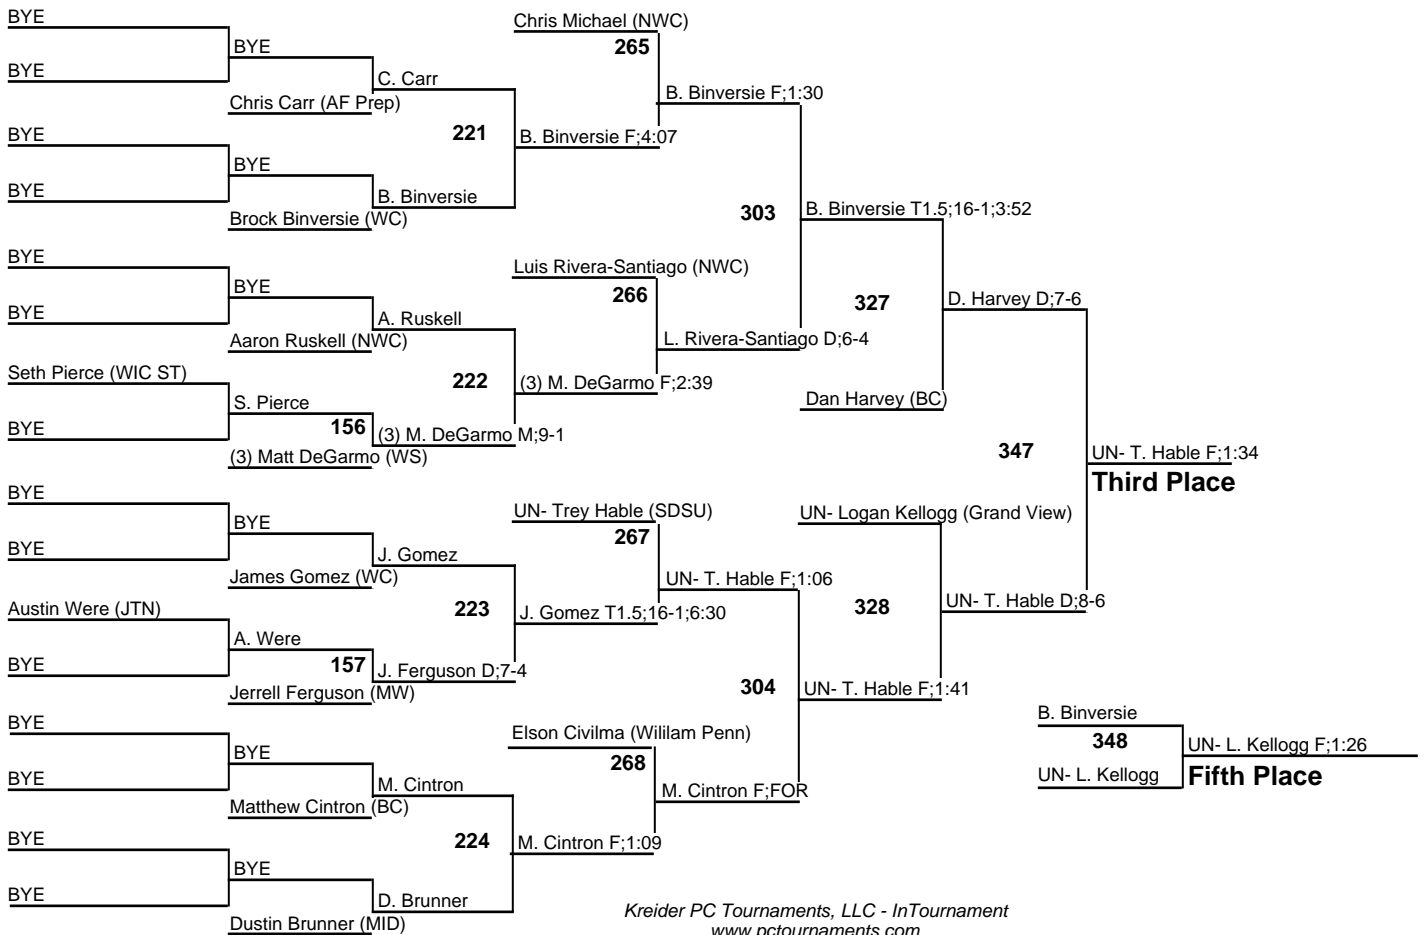 BYE
BYE
BYE
BYE
BYE
BYE
Seth Pierce (WIC ST)
BYE
BYE
BYE
Austin Were (JTN)
BYE
BYE
BYE
BYE
BYE
BYE
Chris Carr (AF Prep)
BYE
Brock Binversie (WC)
BYE
Aaron Ruskell (NWC)
S. Pierce
156
(3) Matt DeGarmo (WS)
BYE
James Gomez (WC)
A. Were
157
Jerrell Ferguson (MW)
BYE
Matthew Cintron (BC)
BYE
Dustin Brunner (MID)
C. Carr
221
B. Binversie
A. Ruskell
222
(3) M. DeGarmo M;9-1
J. Gomez
223
J. Ferguson D;7-4
M. Cintron
224
D. Brunner
Chris Michael (NWC)
265
B. Binversie F;4:07
Luis Rivera-Santiago (NWC)
266
(3) M. DeGarmo F;2:39
UN- Trey Hable (SDSU)
267
J. Gomez T1.5;16-1;6:30
Elson Civilma (Wililam Penn)
268
M. Cintron F;1:09
B. Binversie F;1:30
303
L. Rivera-Santiago D;6-4
UN- T. Hable F;1:06
304
M. Cintron F;FOR
B. Binversie T1.5;16-1;3:52
327
Dan Harvey (BC)
UN- Logan Kellogg (Grand View)
328
UN- T. Hable F;1:41
D. Harvey D;7-6
347
UN- T. Hable D;8-6
UN- T. Hable F;1:34
Third Place
B. Binversie
348
UN- L. Kellogg
UN- L. Kellogg F;1:26
Fifth Place
Kreider PC Tournaments, LLC - InTournament
www.pctournaments.com